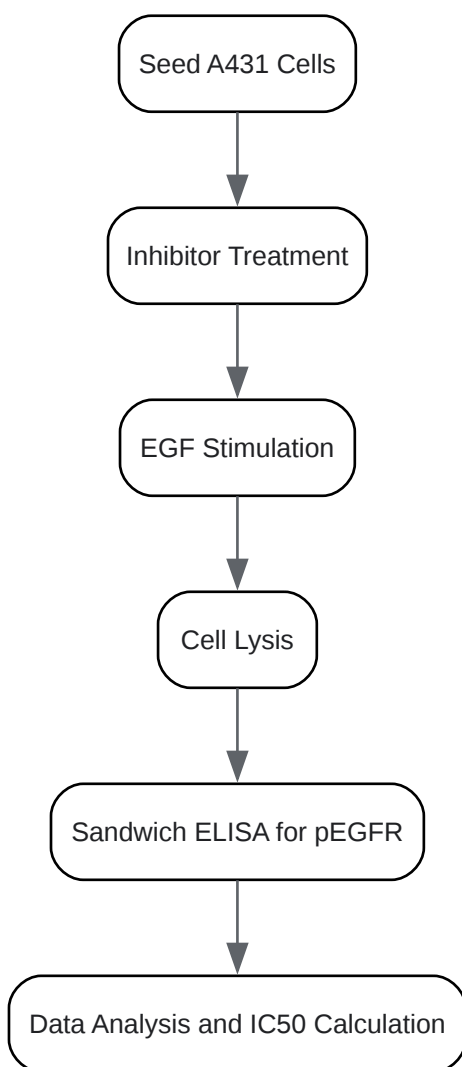 Seed A431 Cells
Inhibitor Treatment
EGF Stimulation
Cell Lysis
Sandwich ELISA for pEGFR
Data Analysis and IC50 Calculation